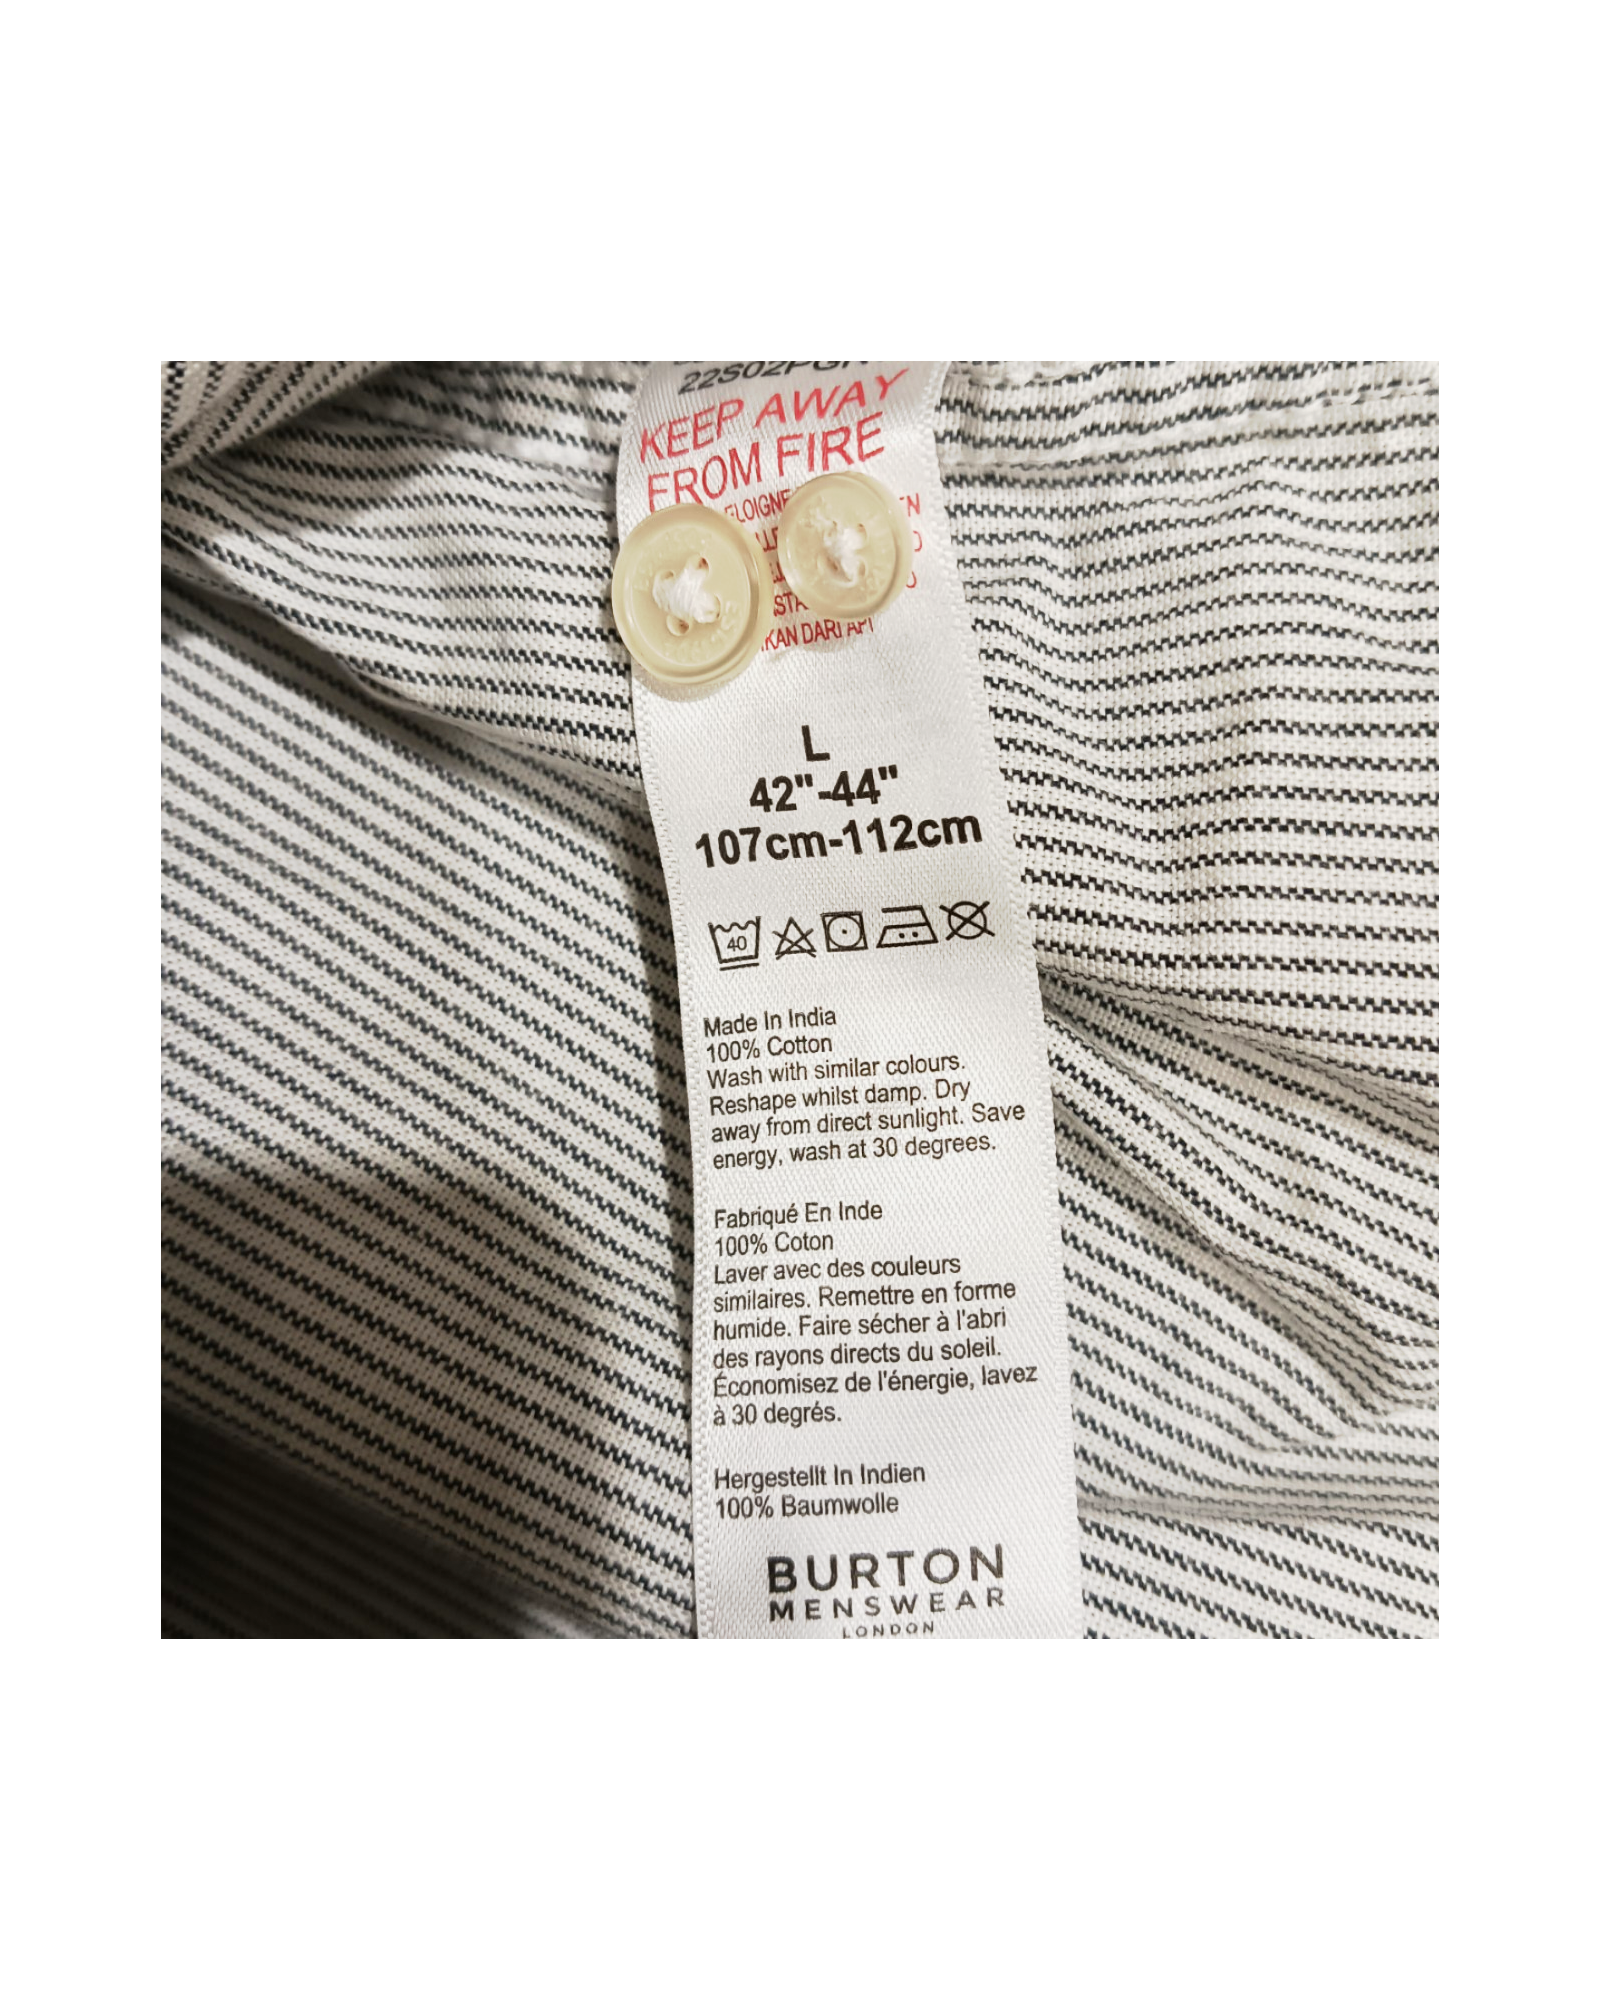 KEEP AWAY
FROM FIRE
KAN DARI API
L
42"-44"
107cm-112cm
40
Made In India
100% Cotton
Wash with similar colours.
Reshape whilst damp. Dry
away from direct sunlight. Save
energy, wash at 30 degrees.
Fabriqué En Inde
100% Coton
Laver avec des couleurs
similaires. Remettre en forme
humide. Faire sécher à l'abri
des rayons directs du soleil.
Économisez de l'énergie, lavez
à 30 degrés.
Hergestellt In Indien
100% Baumwolle
BURTON
MENSWEAR
LONDON